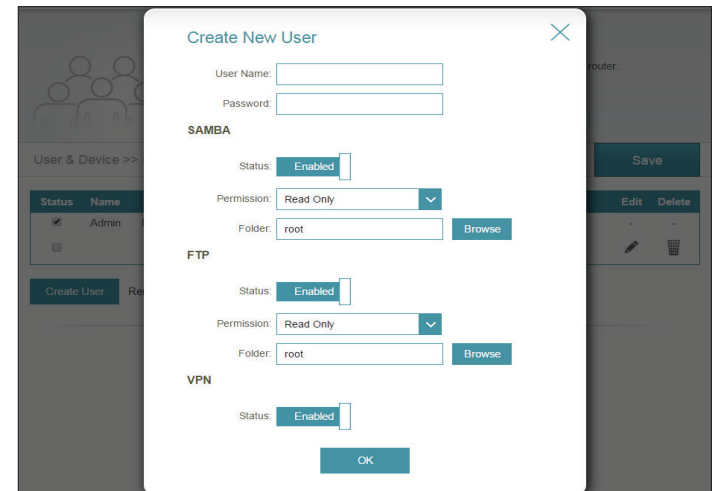 Create New User
User Name:
router.
Password:
SAMBA
User & Device >>
Status: Enabled
Save
Status Name
Permission: Read Only
Edit Delete
Admin
- -
Folder: root Browse
FTP
Create User
Status: Enabled
Permission: Read Only
Folder: root Browse
VPN
Status: Enabled
OK